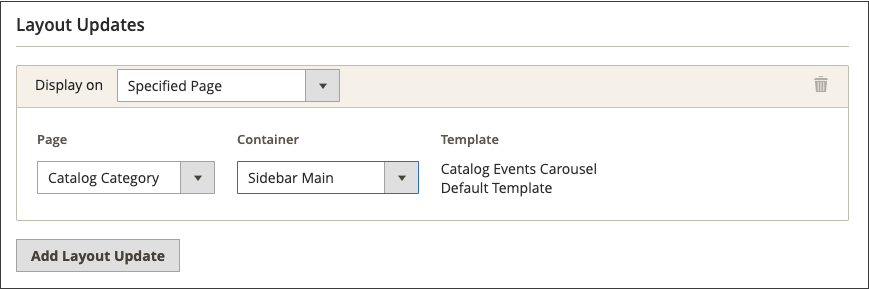 Layout Updates
Display on Specified Page
Page Container Template
Catalog Category Sidebar Main Catalog Events Carousel
Default Template
Add Layout Update